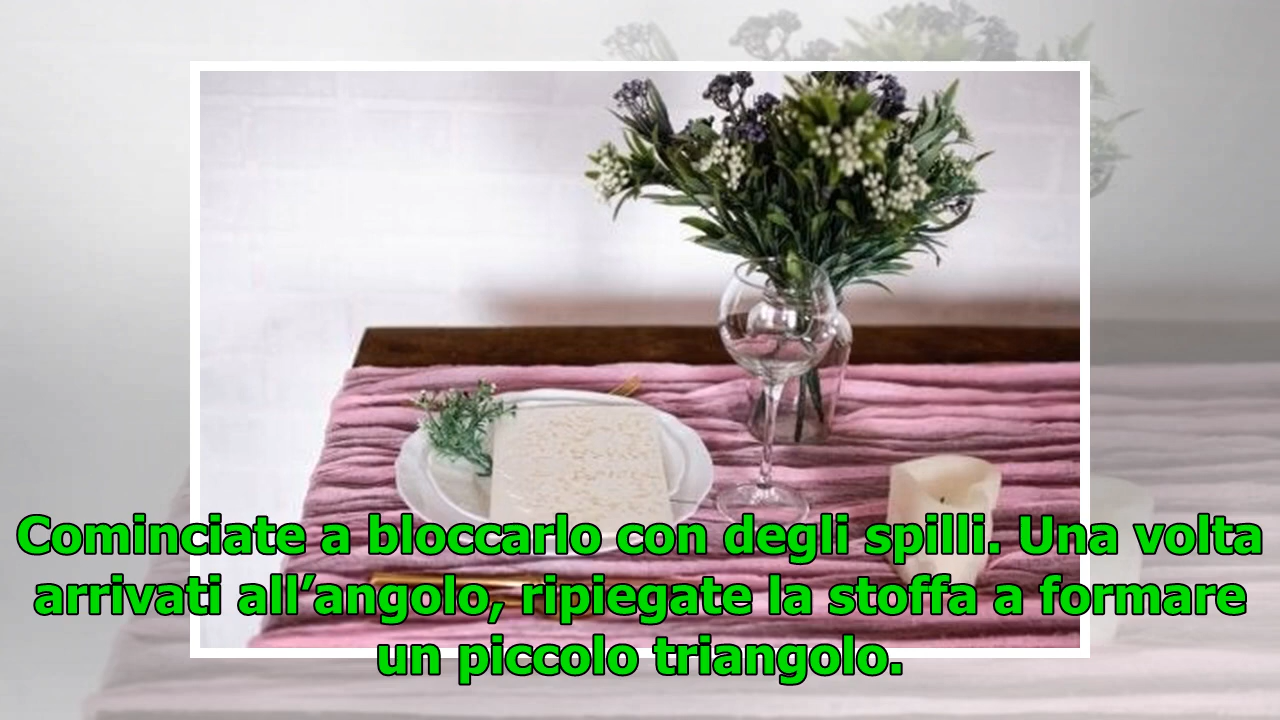 Cominciate a bloccarlo con degli spilli. Una volta
arrivati all’angolo, ripiegate la stoffa a formare
un piccolo triangolo.